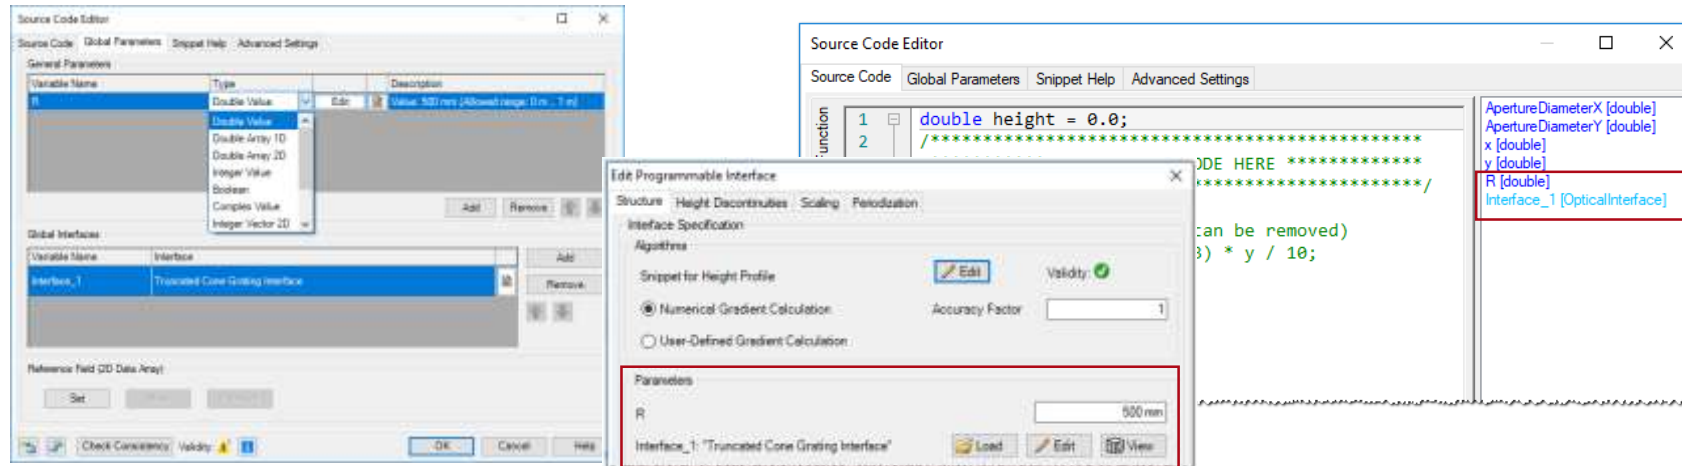 Source Code Editor
Source Code Global Parameters Snippet Help Advanced Settings
General Parameters
Variable Name Type Description
R Double Value Edit Value: 500 mm (Allowed range: 0 m .. 1 m)
Double Value
Double Array 1D
Double Array 2D
Integer Value
Boolean
Complex Value
Integer Vector 2D
Add Remove
Global Interfaces
Variable Name Interface
Interface_1 Truncated Cone Grating Interface
Add
Remove
Reference Field (2D Data Array)
Set
Check Consistency Validity:
OK Cancel Help
Edit Programmable Interface
Structure Height Discontinuities Scaling Periodization
Interface Specification
Algorithms
Snippet for Height Profile Edit Validity:
Numerical Gradient Calculation Accuracy Factor 1
User-Defined Gradient Calculation
Parameters
R 500 mm
Interface_1: "Truncated Cone Grating Interface" Load Edit View
Source Code Editor
Source Code Global Parameters Snippet Help Advanced Settings
1 double height = 0.0;
2 /*************************************************
ODE HERE *************
***********************/
can be removed)
) * y / 10;
ApertureDiameterX [double]
ApertureDiameterY [double]
x [double]
y [double]
R [double]
Interface_1 [OpticalInterface]